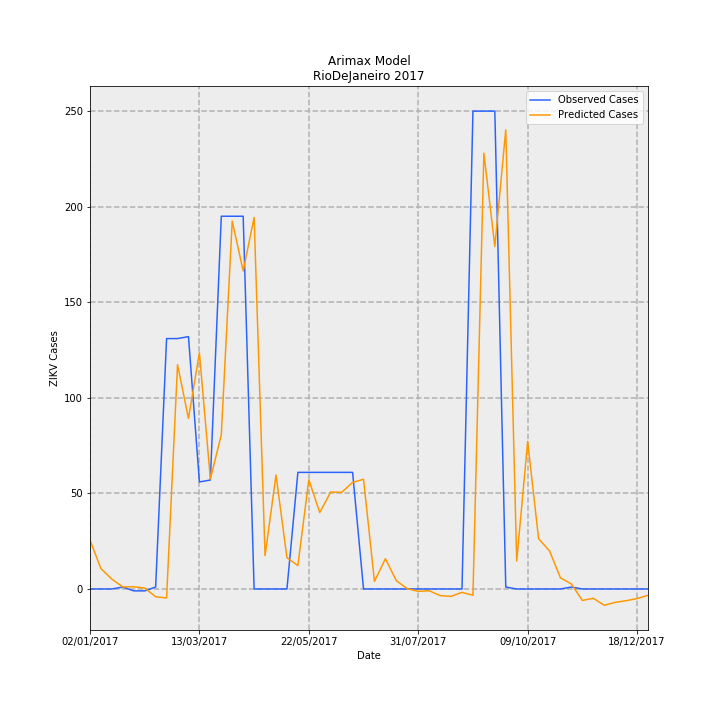 Arimax Model
RioDeJaneiro 2017
Observed Cases
Predicted Cases
ZIKV Cases
250
200
150
100
50
0
02/01/2017
13/03/2017
22/05/2017
31/07/2017
09/10/2017
18/12/2017
Date